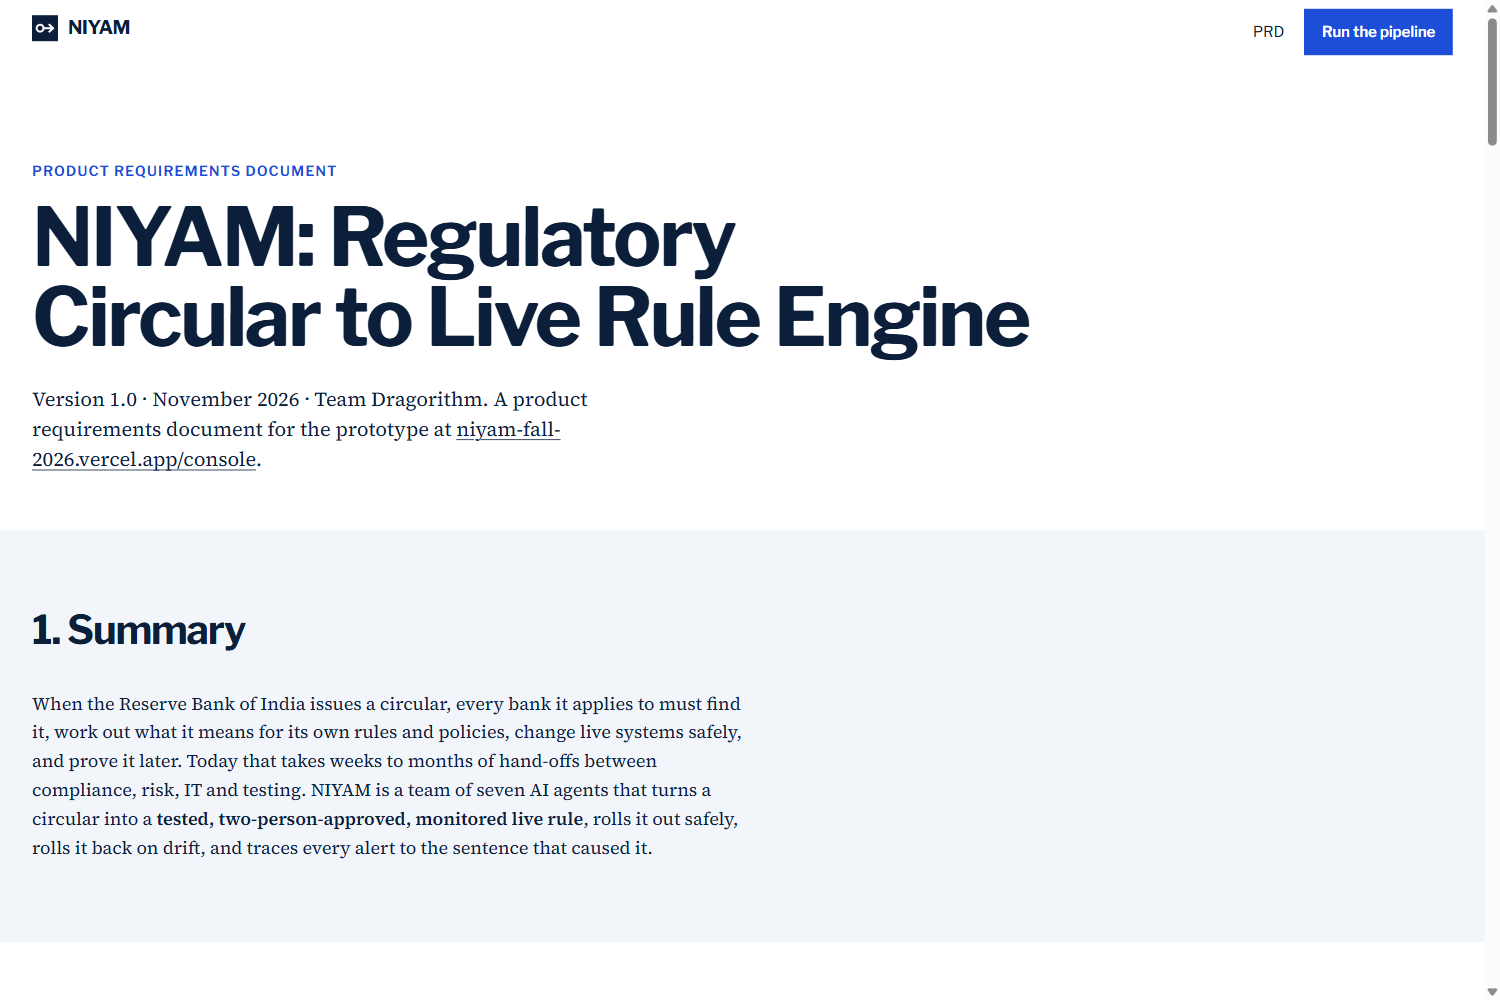 NIYAM
PRD
Run the pipeline
PRODUCT REQUIREMENTS DOCUMENT
NIYAM: Regulatory
Circular to Live Rule Engine
Version 1.0 · November 2026 · Team Dragorithm. A product
requirements document for the prototype at niyam-fall-
2026.vercel.app/console.
1. Summary
When the Reserve Bank of India issues a circular, every bank it applies to must find
it, work out what it means for its own rules and policies, change live systems safely,
and prove it later. Today that takes weeks to months of hand-offs between
compliance, risk, IT and testing. NIYAM is a team of seven AI agents that turns a
circular into a tested, two-person-approved, monitored live rule, rolls it out safely,
rolls it back on drift, and traces every alert to the sentence that caused it.